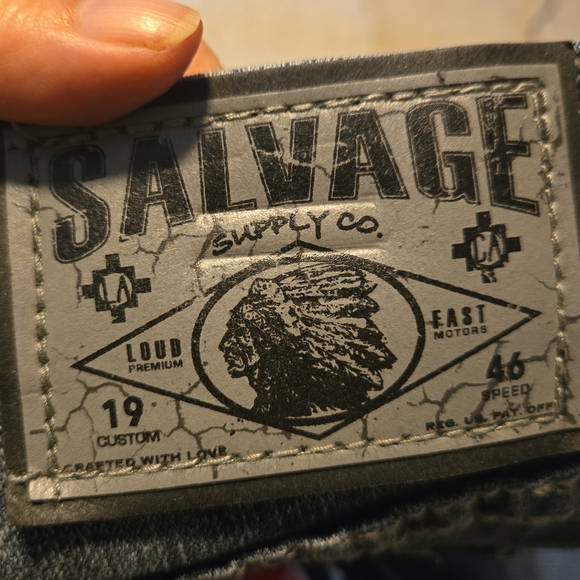 SALVAGE
SUPPLY CO.
LA
CA
LOUD
PREMIUM
FAST
MOTORS
19
CUSTOM
46
SPEED
CRAFTED WITH LOVE
REG. U.S. PAT. OFF